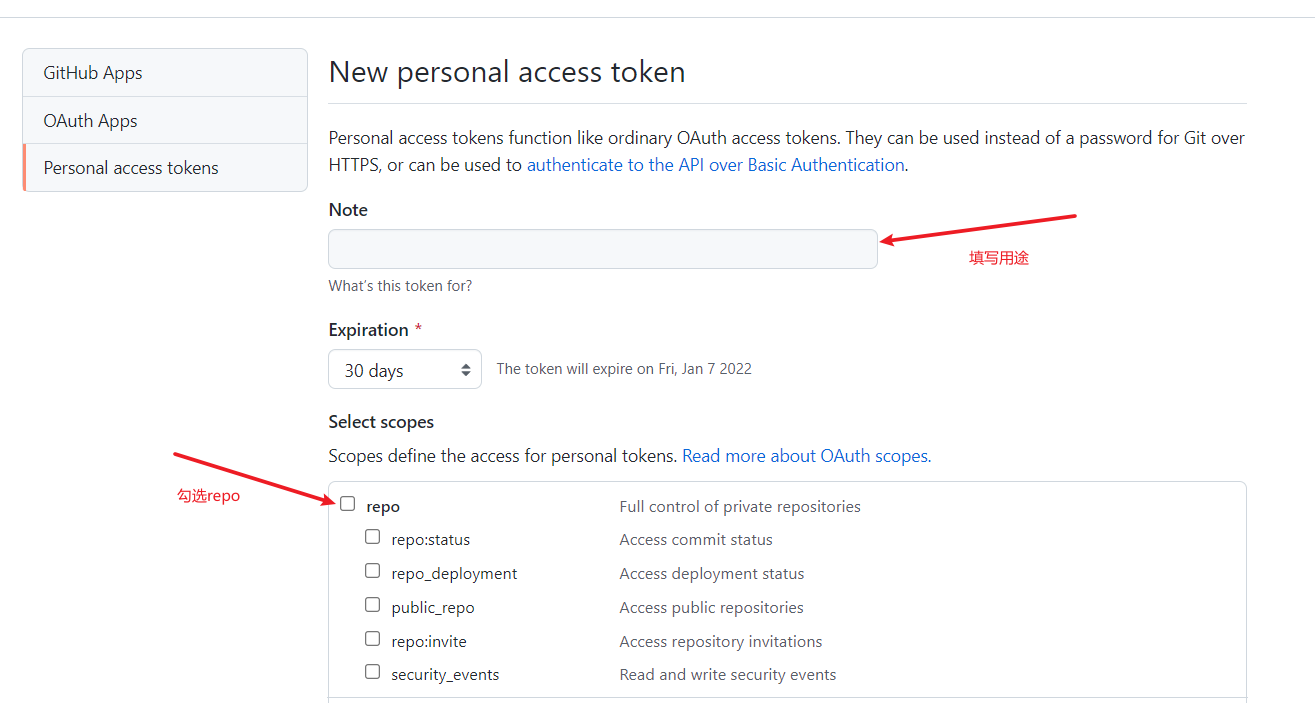 GitHub Apps
OAuth Apps
Personal access tokens
New personal access token
Personal access tokens function like ordinary OAuth access tokens. They can be used instead of a password for Git over
HTTPS, or can be used to authenticate to the API over Basic Authentication.
Note
填写用途
What's this token for?
Expiration *
30 days
The token will expire on Fri, Jan 7 2022
Select scopes
Scopes define the access for personal tokens. Read more about OAuth scopes.
勾选repo
repo Full control of private repositories
repo:status Access commit status
repo_deployment Access deployment status
public_repo Access public repositories
repo:invite Access repository invitations
security_events Read and write security events